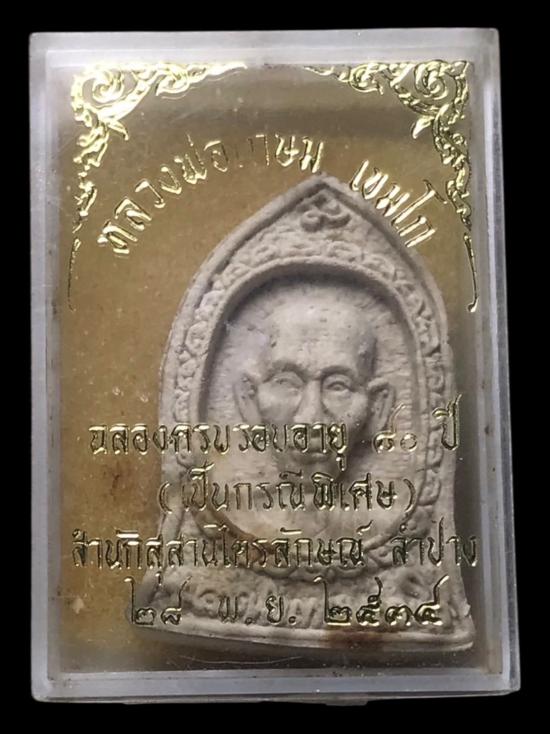 หลวงพ่อเกษม เขมโก
ฉลองครบรอบอายุ ๘๐ ปี
(เป็นกรณีพิเศษ)
สำนักสุสานไตรลักษณ์ ลำปาง
๒๘ พ.ย. ๒๕๓๔